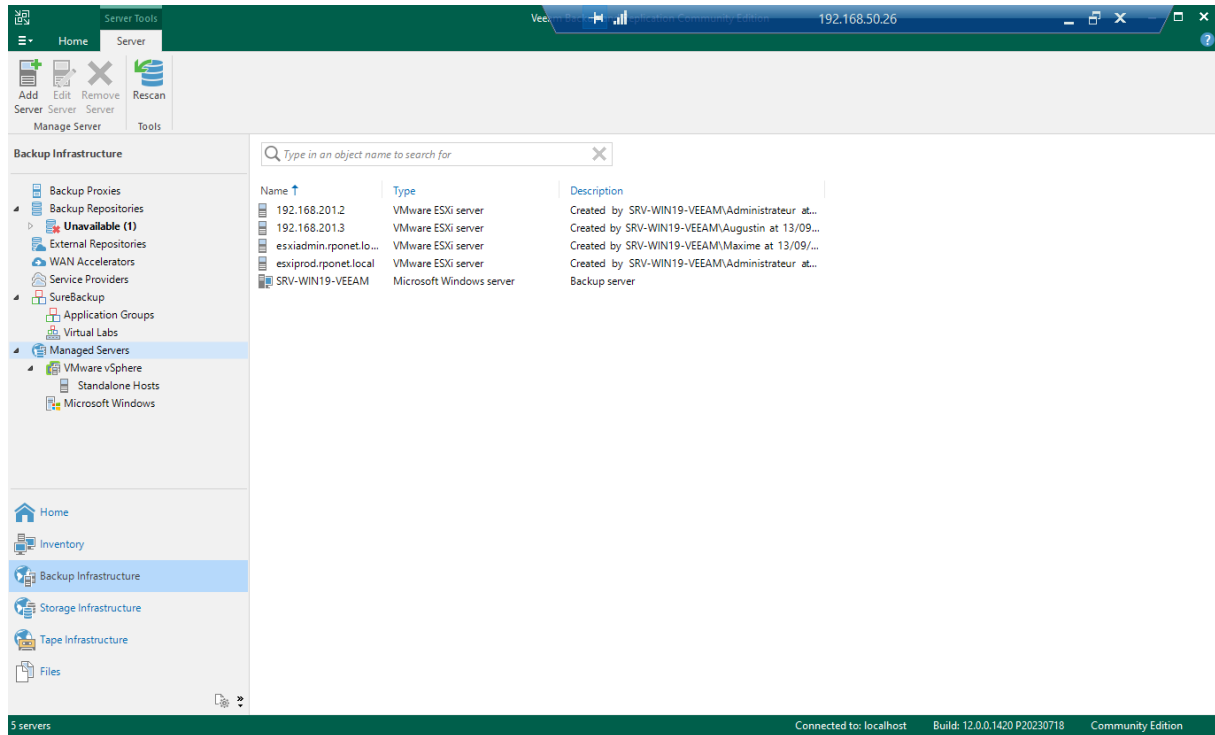 Server Tools
Veeam Backup & Replication Community Edition
192.168.50.26
Home
Server
Add Server
Edit Server
Remove Server
Rescan
Manage Server
Tools
Backup Infrastructure
Type in an object name to search for
Backup Proxies
Backup Repositories
Unavailable (1)
External Repositories
WAN Accelerators
Service Providers
SureBackup
Application Groups
Virtual Labs
Managed Servers
VMware vSphere
Standalone Hosts
Microsoft Windows
Name Type Description
192.168.201.2 VMware ESXi server Created by SRV-WIN19-VEEAM\Administrateur at...
192.168.201.3 VMware ESXi server Created by SRV-WIN19-VEEAM\Augustin at 13/09...
esxiadmin.rponet.lo... VMware ESXi server Created by SRV-WIN19-VEEAM\Maxime at 13/09/...
esxiprod.rponet.local VMware ESXi server Created by SRV-WIN19-VEEAM\Administrateur at...
SRV-WIN19-VEEAM Microsoft Windows server Backup server
Home
Inventory
Backup Infrastructure
Storage Infrastructure
Tape Infrastructure
Files
5 servers
Connected to: localhost
Build: 12.0.0.1420 P20230718
Community Edition